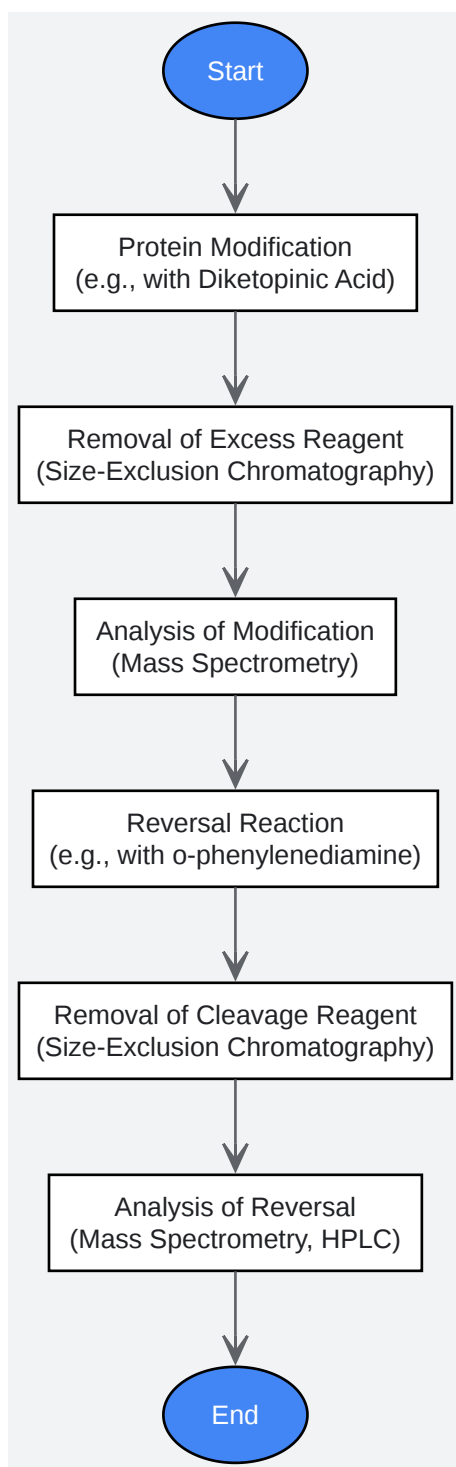 Start
Protein Modification
(e.g., with Diketopinic Acid)
Removal of Excess Reagent
(Size-Exclusion Chromatography)
Analysis of Modification
(Mass Spectrometry)
Reversal Reaction
(e.g., with o-phenylenediamine)
Removal of Cleavage Reagent
(Size-Exclusion Chromatography)
Analysis of Reversal
(Mass Spectrometry, HPLC)
End